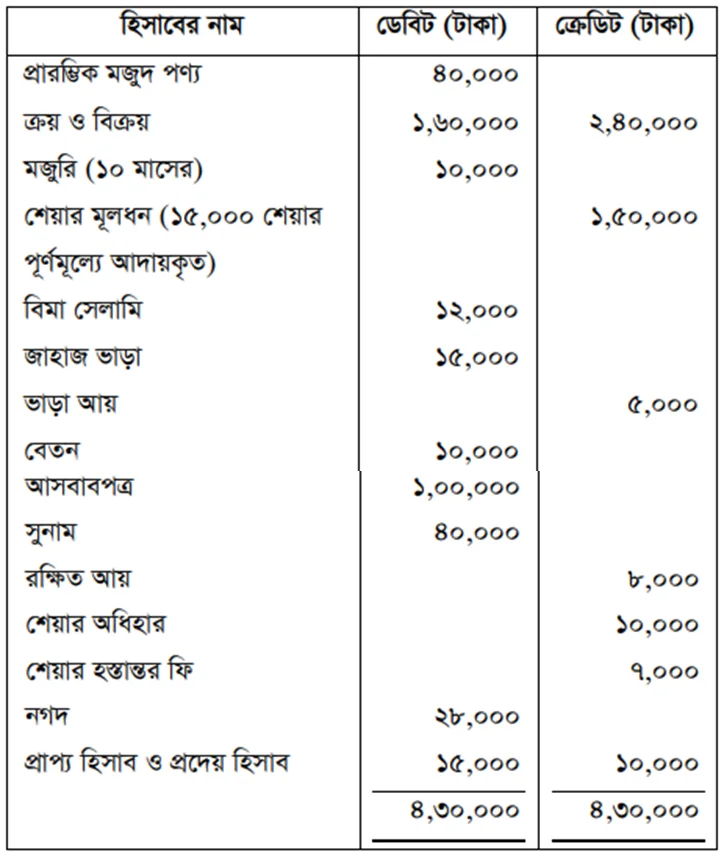 হিসাবের নাম ডেবিট (টাকা) ক্রেডিট (টাকা)
প্রারম্ভিক মজুদ পণ্য ৪০,০০০
ক্রয় ও বিক্রয় ১,৬০,০০০ ২,৪০,০০০
মজুরি (১০ মাসের) ১০,০০০
শেয়ার মূলধন (১৫,০০০ শেয়ার ১,৫০,০০০
পূর্ণমূল্যে আদায়কৃত)
বিমা সেলামি ১২,০০০
জাহাজ ভাড়া ১৫,০০০
ভাড়া আয় ৫,০০০
বেতন ১০,০০০
আসবাবপত্র ১,০০,০০০
সুনাম ৪০,০০০
রক্ষিত আয় ৮,০০০
শেয়ার অধিহার ১০,০০০
শেয়ার হস্তান্তর ফি ৭,০০০
নগদ ২৮,০০০
প্রাপ্য হিসাব ও প্রদেয় হিসাব ১৫,০০০ ১০,০০০
৪,৩০,০০০ ৪,৩০,০০০